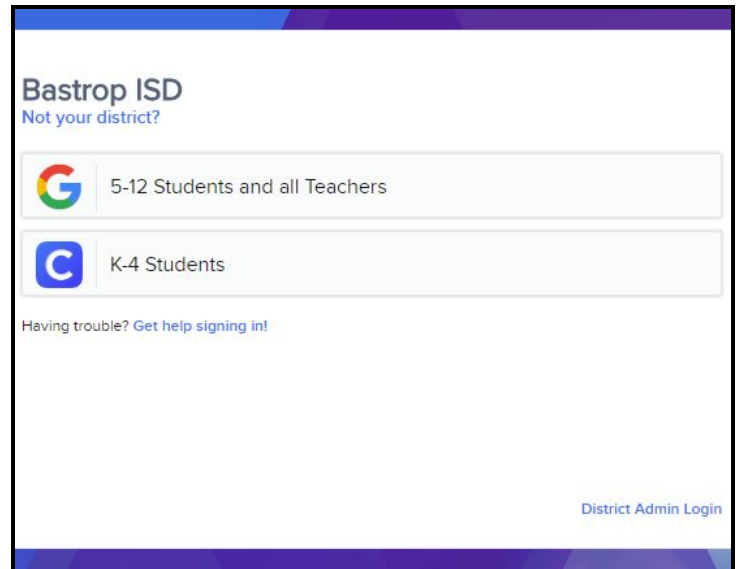 Bastrop ISD
Not your district?
G 5-12 Students and all Teachers
C K-4 Students
Having trouble? Get help signing in!
District Admin Login